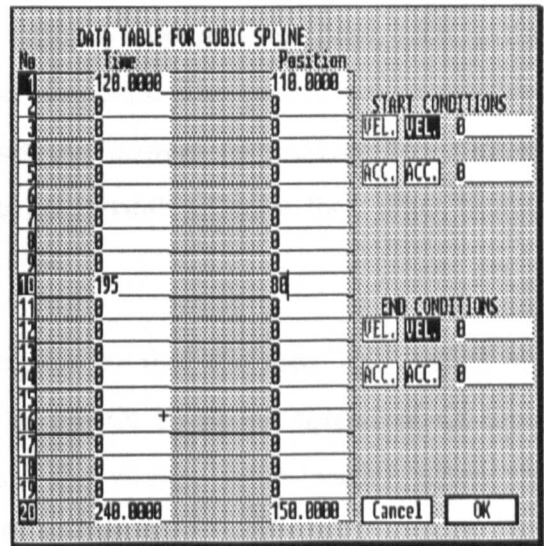 DATA TABLE FOR CUBIC SPLINE
No Time Position
1 120.0000 110.0000
2 0 0
3 0 0
4 0 0
5 0 0
6 0 0
7 0 0
8 0 0
9 0 0
10 195 80
11 0 0
12 0 0
13 0 0
14 0 0
15 0 0
16 0 0
17 0 0
18 0 0
19 0 0
20 240.0000 150.0000
START CONDITIONS
VEL. VEL. 0
ACC. ACC. 0
END CONDITIONS
VEL. VEL. 0
ACC. ACC. 0
Cancel OK